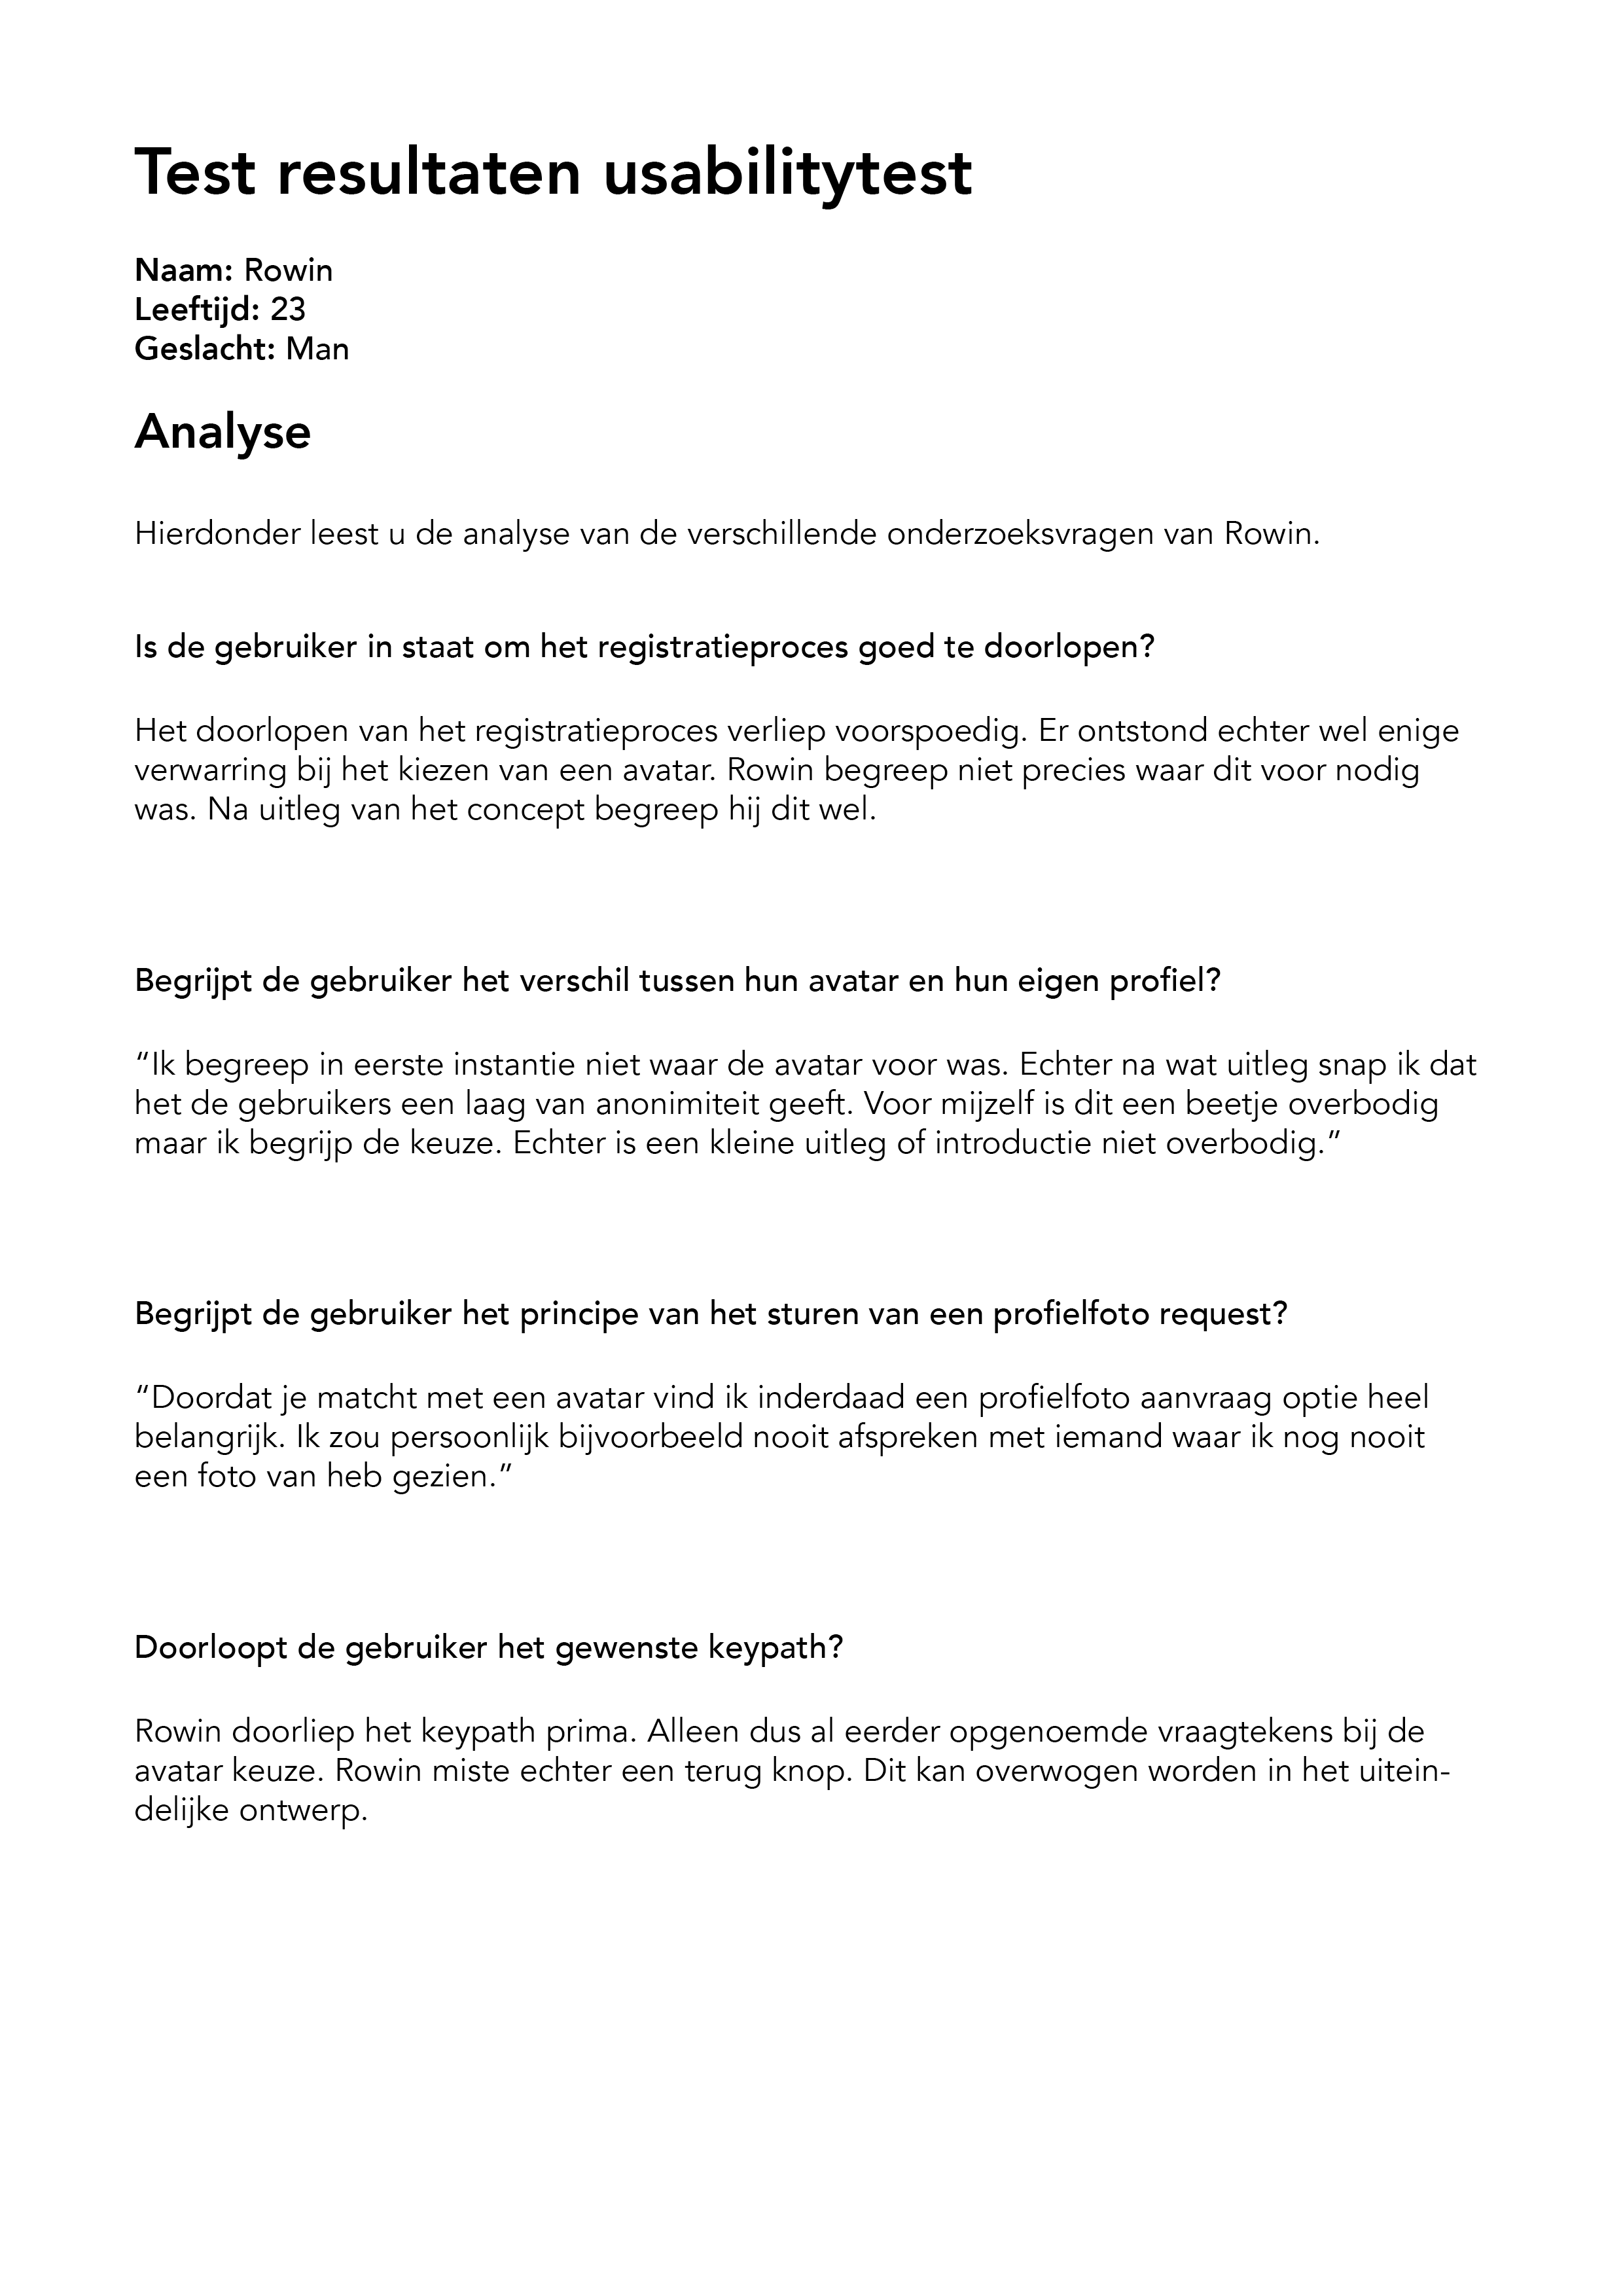 Test resultaten usabilitytest
Naam: Rowin
Leeftijd: 23
Geslacht: Man
Analyse
Hierdonder leest u de analyse van de verschillende onderzoeksvragen van Rowin.
Is de gebruiker in staat om het registratieproces goed te doorlopen?
Het doorlopen van het registratieproces verliep voorspoedig. Er ontstond echter wel enige
verwarring bij het kiezen van een avatar. Rowin begreep niet precies waar dit voor nodig
was. Na uitleg van het concept begreep hij dit wel.
Begrijpt de gebruiker het verschil tussen hun avatar en hun eigen profiel?
“Ik begreep in eerste instantie niet waar de avatar voor was. Echter na wat uitleg snap ik dat
het de gebruikers een laag van anonimiteit geeft. Voor mijzelf is dit een beetje overbodig
maar ik begrijp de keuze. Echter is een kleine uitleg of introductie niet overbodig.”
Begrijpt de gebruiker het principe van het sturen van een profielfoto request?
“Doordat je matcht met een avatar vind ik inderdaad een profielfoto aanvraag optie heel
belangrijk. Ik zou persoonlijk bijvoorbeeld nooit afspreken met iemand waar ik nog nooit
een foto van heb gezien.”
Doorloopt de gebruiker het gewenste keypath?
Rowin doorliep het keypath prima. Alleen dus al eerder opgenoemde vraagtekens bij de
avatar keuze. Rowin miste echter een terug knop. Dit kan overwogen worden in het uitein-
delijke ontwerp.